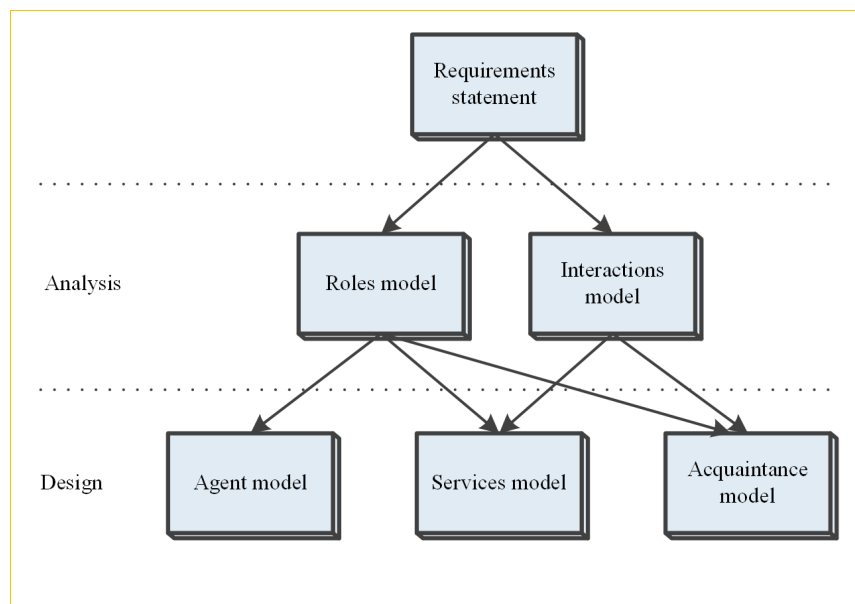 Requirements
statement
Analysis
Roles model
Interactions
model
Design
Agent model
Services model
Acquaintance
model